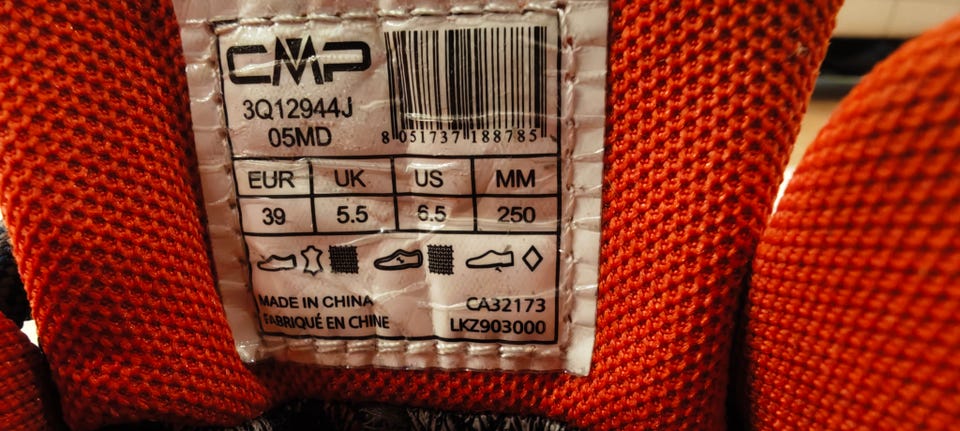 CMP
3Q12944J
05MD
8 051737 188785
EUR UK US MM
39 5.5 6.5 250
MADE IN CHINA
FABRIQUÉ EN CHINE
CA32173
LKZ903000